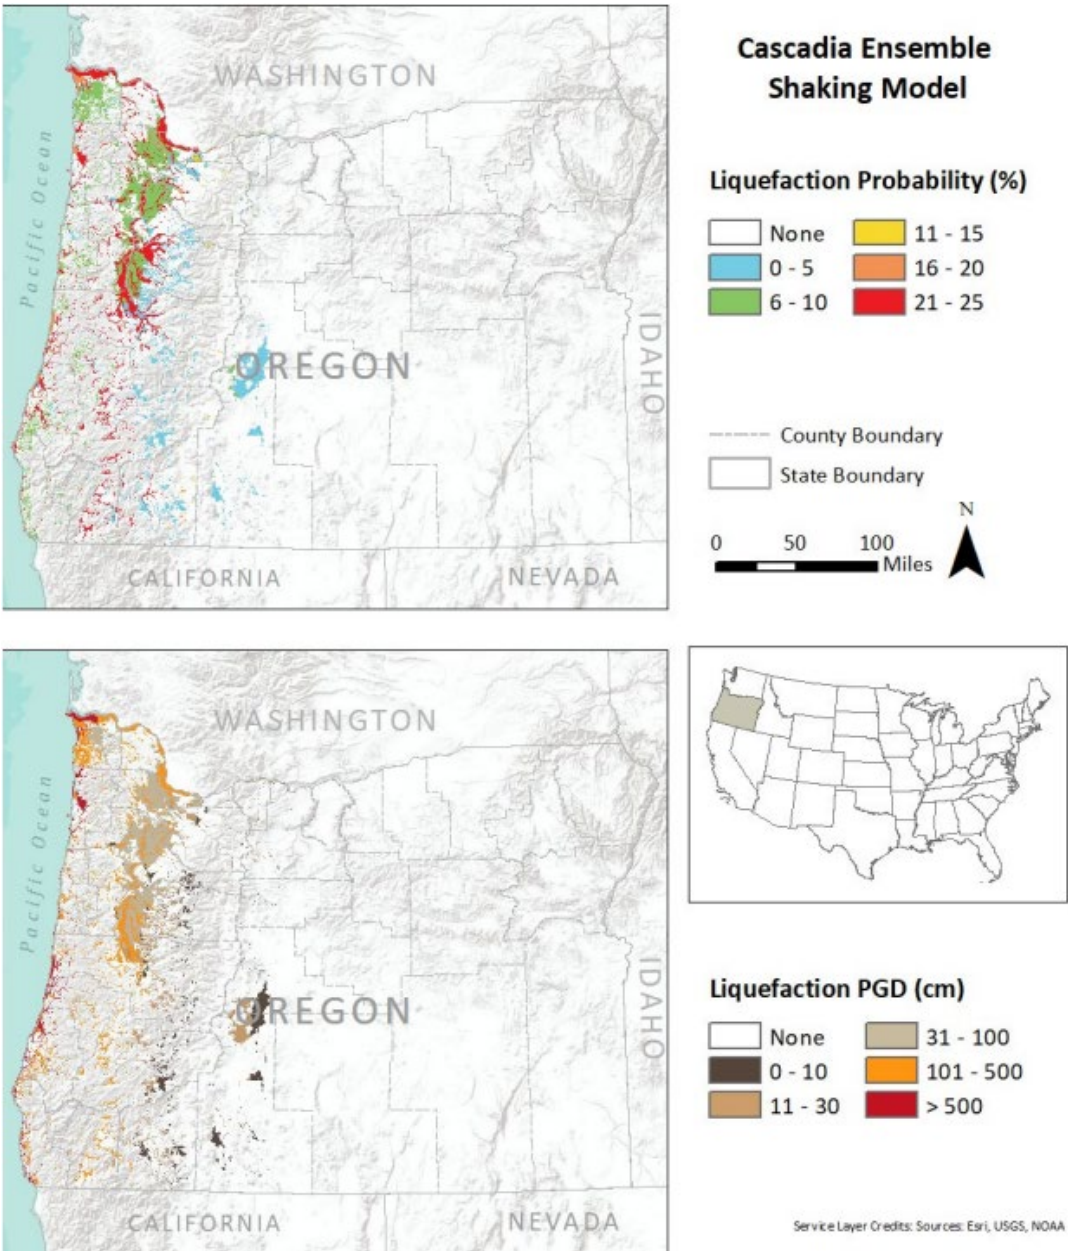 Cascadia Ensemble
Shaking Model
WASHINGTON
Pacific Ocean
OREGON
IDAHO
CALIFORNIA
NEVADA
Liquefaction Probability (%)
None
11 - 15
0 - 5
16 - 20
6 - 10
21 - 25
County Boundary
State Boundary
N
0 50 100
Miles
WASHINGTON
Pacific Ocean
OREGON
IDAHO
CALIFORNIA
NEVADA
Liquefaction PGD (cm)
None
31 - 100
0 - 10
101 - 500
11 - 30
> 500
Service Layer Credits: Sources: Esri, USGS, NOAA